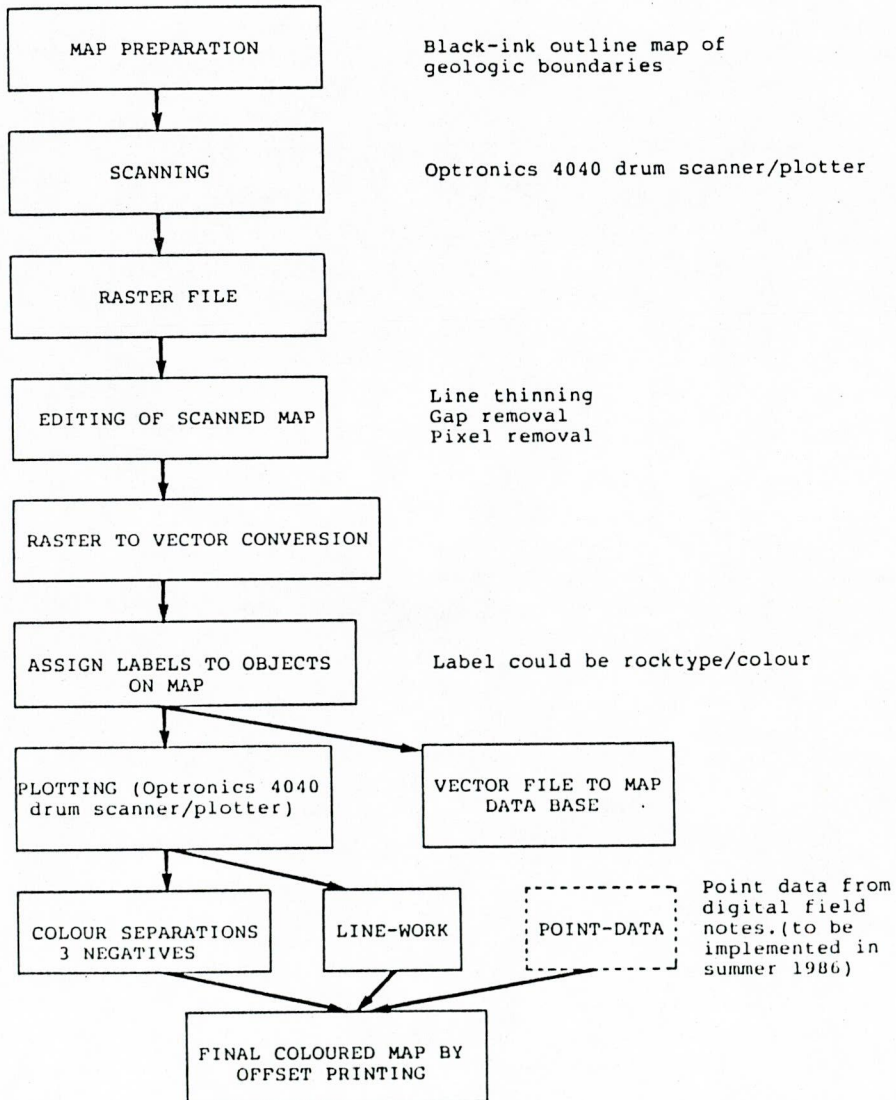 MAP PREPARATION
Black-ink outline map of
geologic boundaries
SCANNING
Optronics 4040 drum scanner/plotter
RASTER FILE
EDITING OF SCANNED MAP
Line thinning
Gap removal
Pixel removal
RASTER TO VECTOR CONVERSION
ASSIGN LABELS TO OBJECTS
ON MAP
Label could be rocktype/colour
PLOTTING (Optronics 4040
drum scanner/plotter)
VECTOR FILE TO MAP
DATA BASE
COLOUR SEPARATIONS
3 NEGATIVES
LINE-WORK
POINT-DATA
Point data from
digital field
notes.(to be
implemented in
summer 1986)
FINAL COLOURED MAP BY
OFFSET PRINTING